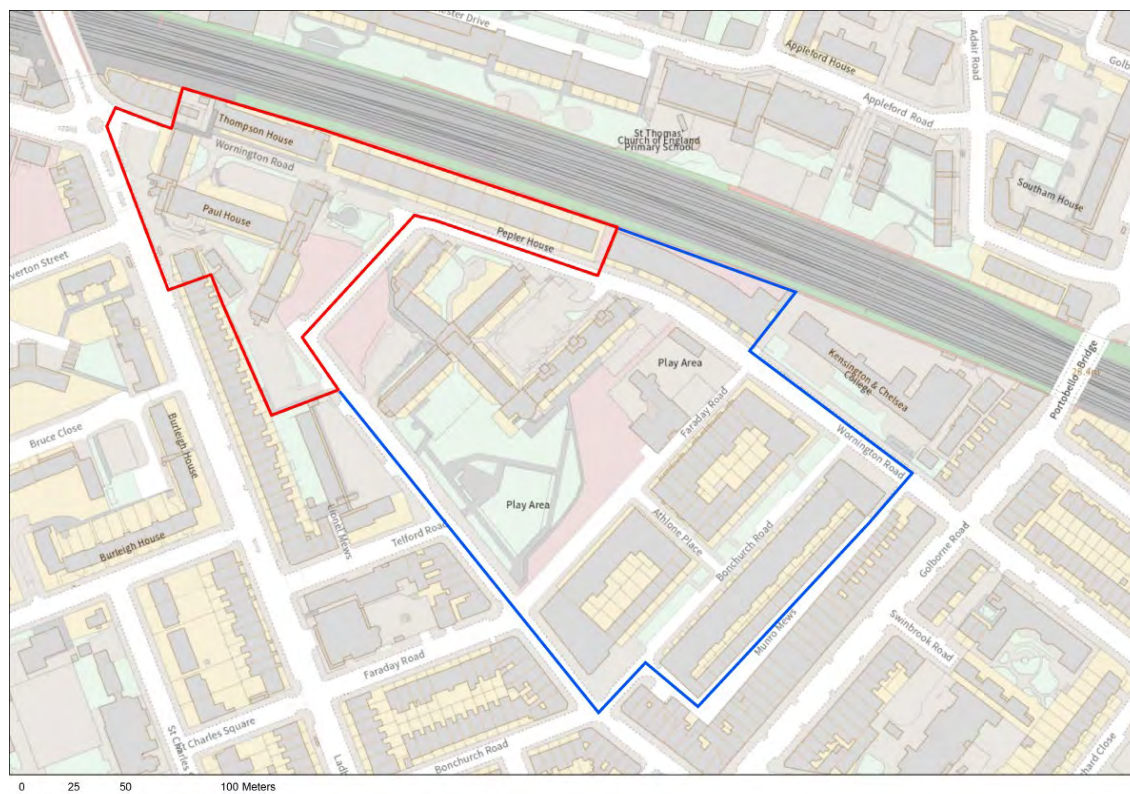 Adair Road
Appleford House
Appleford Road
St Thomas'
Church of England
Primary School
Southam House
Thompson House
Wornington Road
Paul House
Pepler House
Play Area
Kensington & Chelsea
College
Portobello Bridge
Faraday Road
Wornington Road
Bruce Close
Burleigh House
Play Area
Athlone Place
Bonchurch Road
Golborne Road
Burleigh House
Lionel Mews
Telford Road
Munro Mews
Swinbrook Road
Faraday Road
St Charles Square
Bonchurch Road
0 25 50 100 Meters